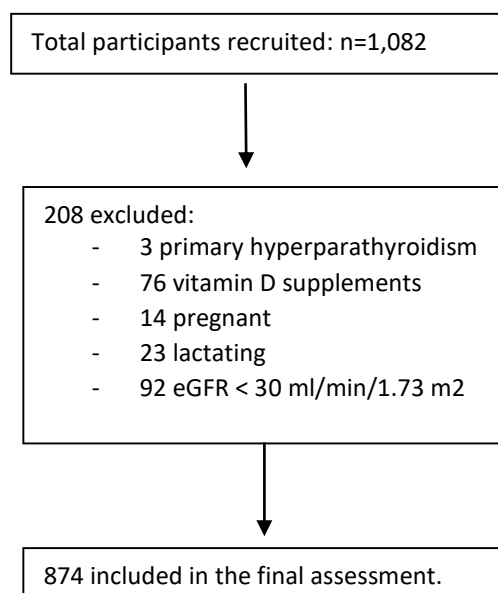 Total participants recruited: n=1,082
208 excluded:
- 3 primary hyperparathyroidism
- 76 vitamin D supplements
- 14 pregnant
- 23 lactating
- 92 eGFR < 30 ml/min/1.73 m2
874 included in the final assessment.